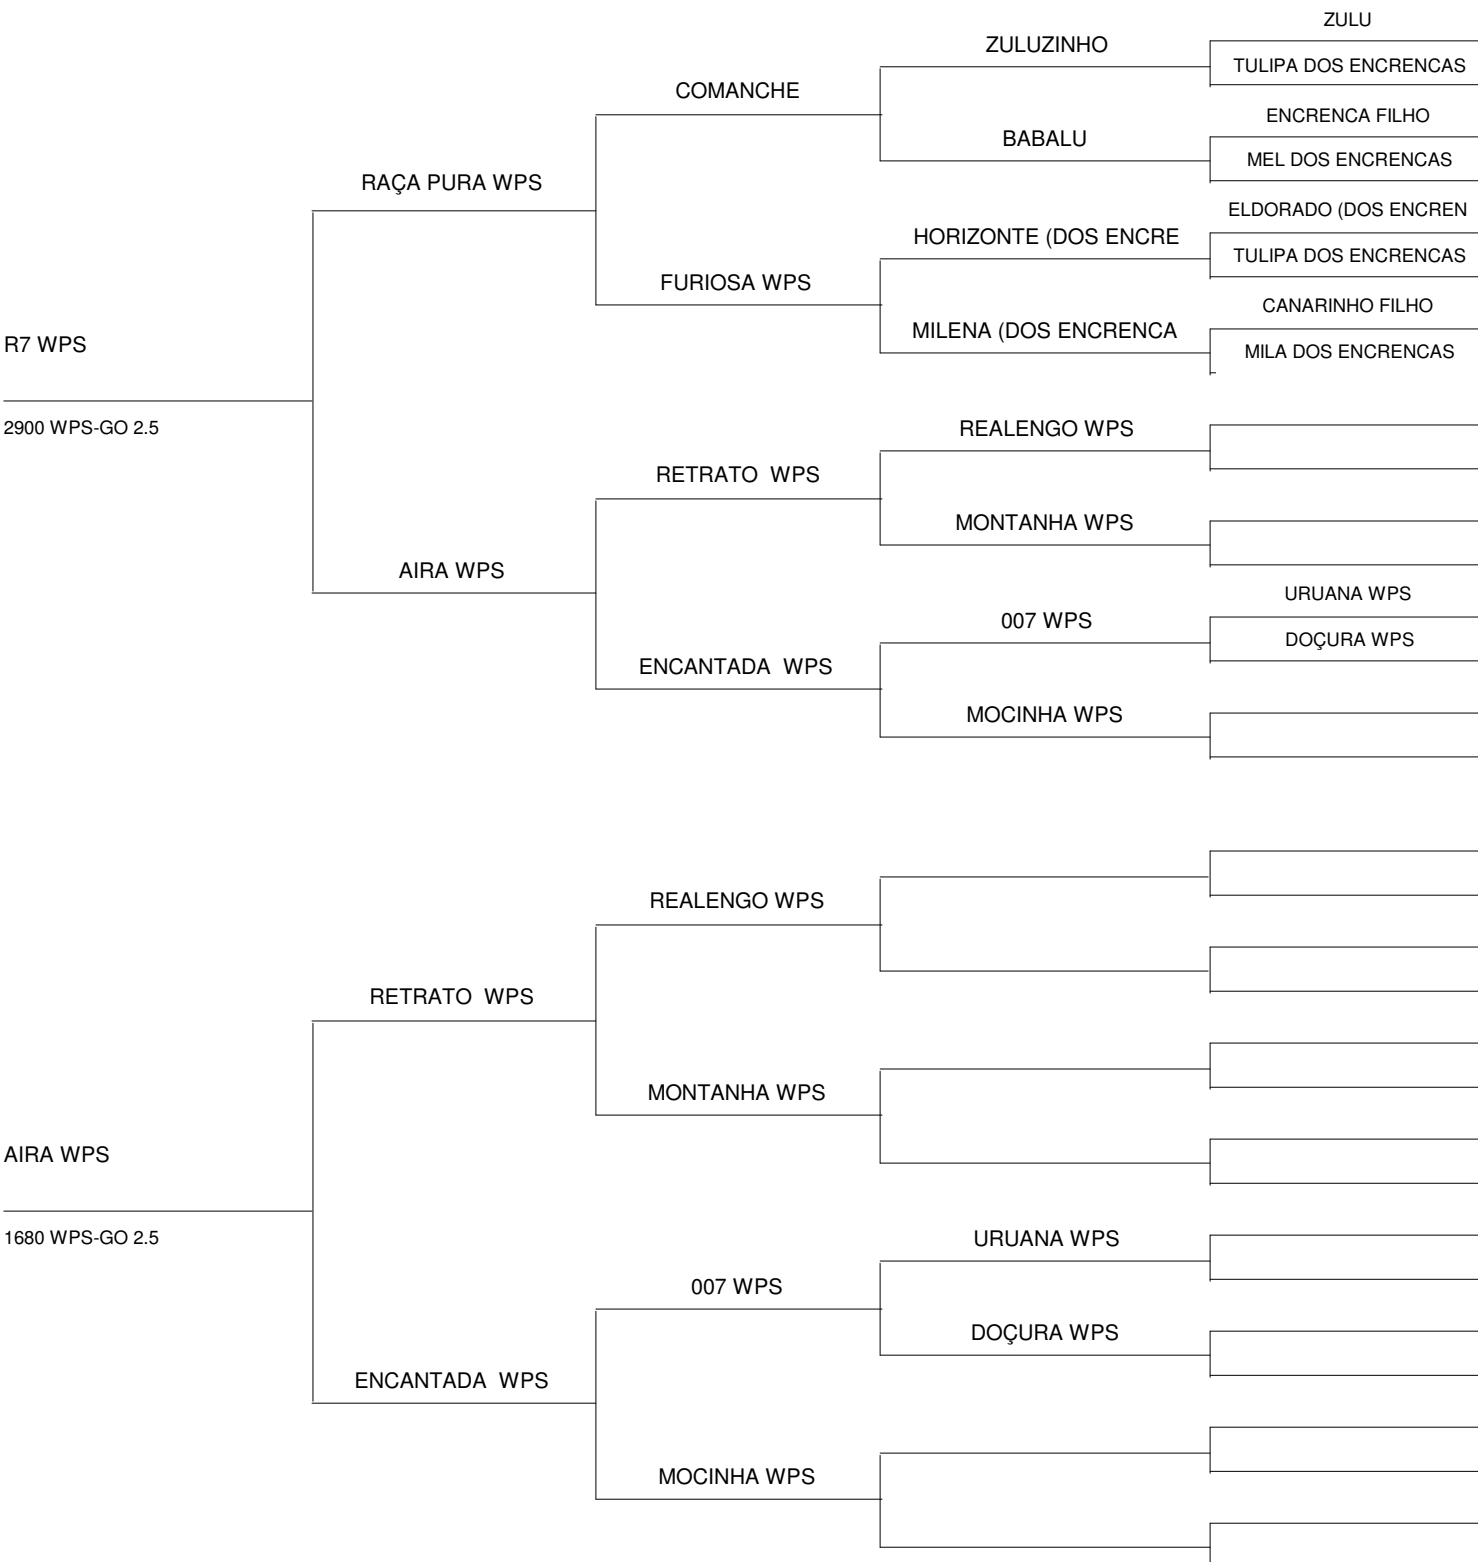 ZULU
ZULUZINHO
TULIPA DOS ENCRENCAS
COMANCHE
ENCRENCA FILHO
BABALU
MEL DOS ENCRENCAS
RAÇA PURA WPS
ELDORADO (DOS ENCREN
HORIZONTE (DOS ENCRE
TULIPA DOS ENCRENCAS
FURIOSA WPS
CANARINHO FILHO
MILENA (DOS ENCRENCA
MILA DOS ENCRENCAS
R7 WPS
2900 WPS-GO 2.5
REALENGO WPS
RETRATO  WPS
MONTANHA WPS
AIRA WPS
URUANA WPS
007 WPS
DOÇURA WPS
ENCANTADA  WPS
MOCINHA WPS
REALENGO WPS
RETRATO  WPS
MONTANHA WPS
AIRA WPS
1680 WPS-GO 2.5
URUANA WPS
007 WPS
DOÇURA WPS
ENCANTADA  WPS
MOCINHA WPS